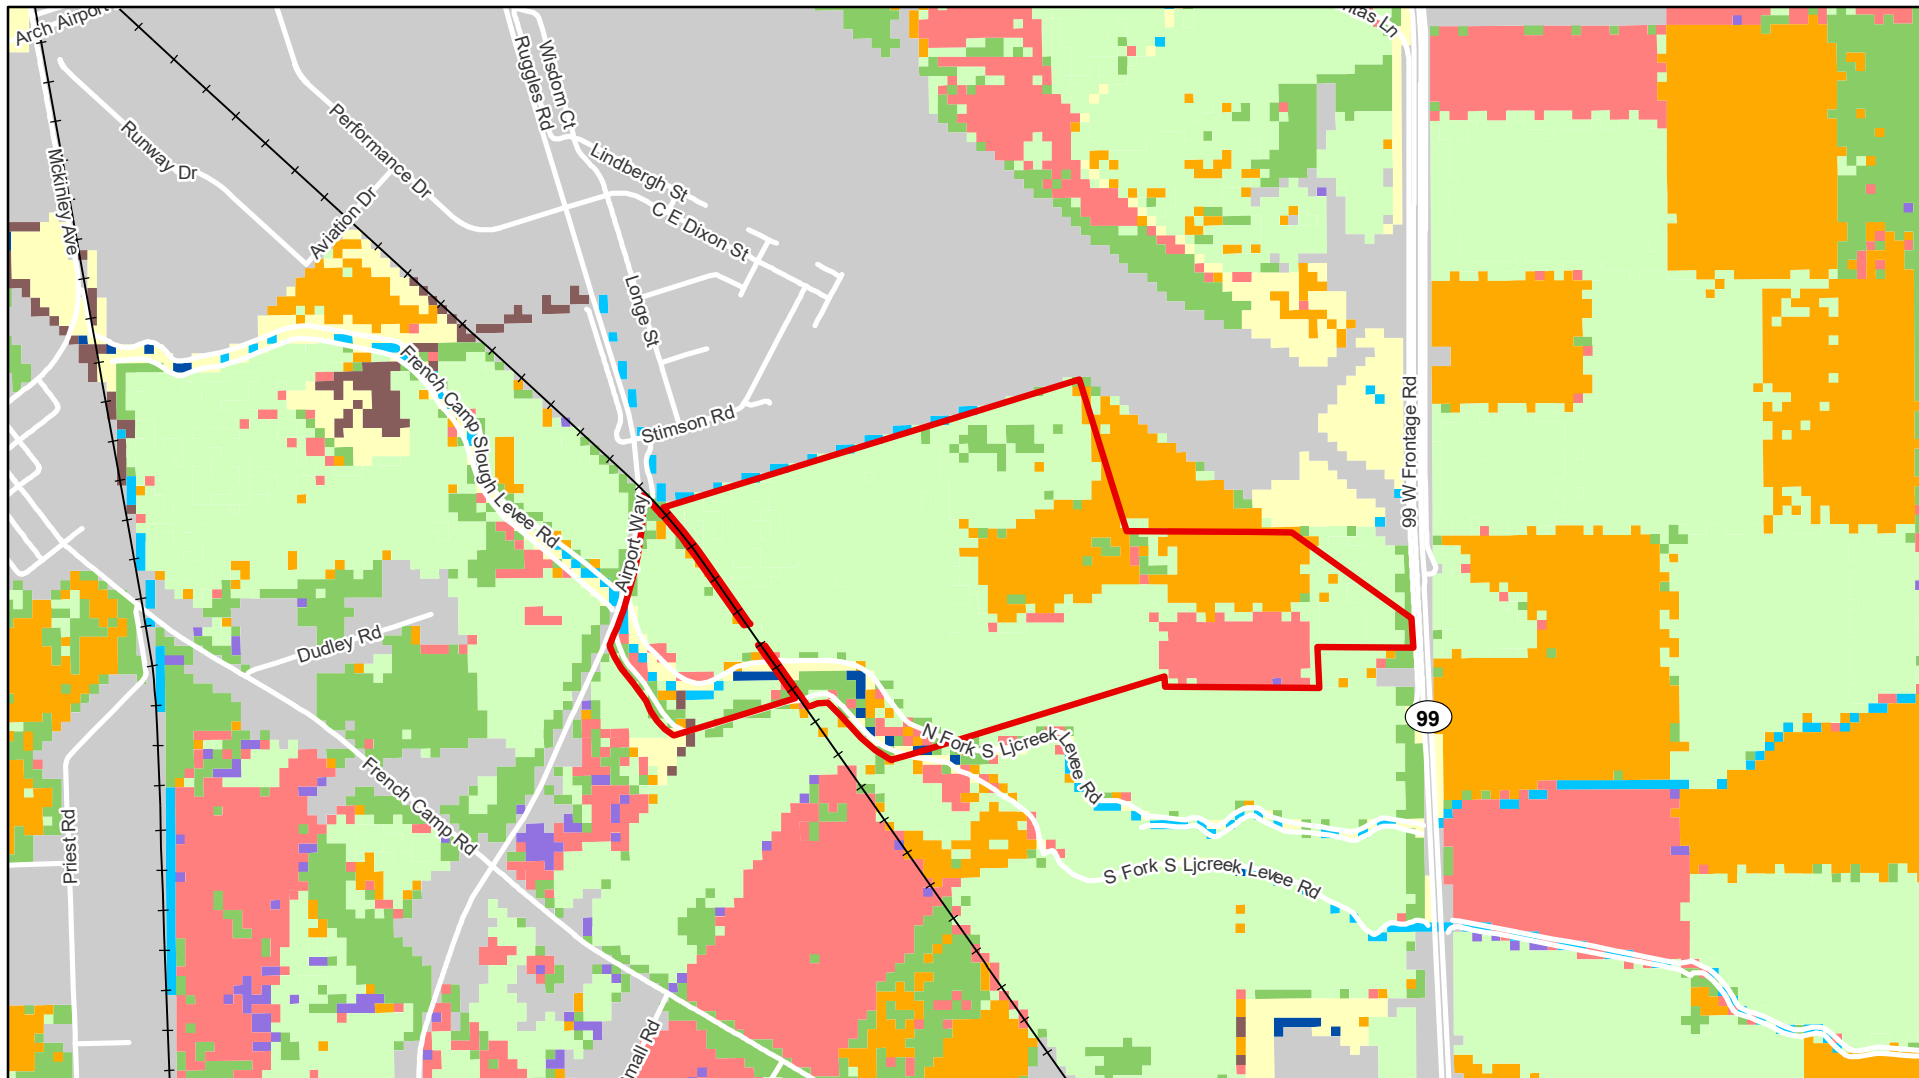 Arch Airport
ntas Ln
Ruggles Rd
Wisdom Ct
Performance Dr
Runway Dr
Mckinley Ave
Lindbergh St
C E Dixon St
Aviation Dr
Longe St
French Camp Slough Levee Rd
Stimson Rd
99 W Frontage Rd
Airport Way
Dudley Rd
99
N Fork S Ljcreek Levee Rd
French Camp Rd
Priest Rd
S Fork S Ljcreek Levee Rd
mall Rd